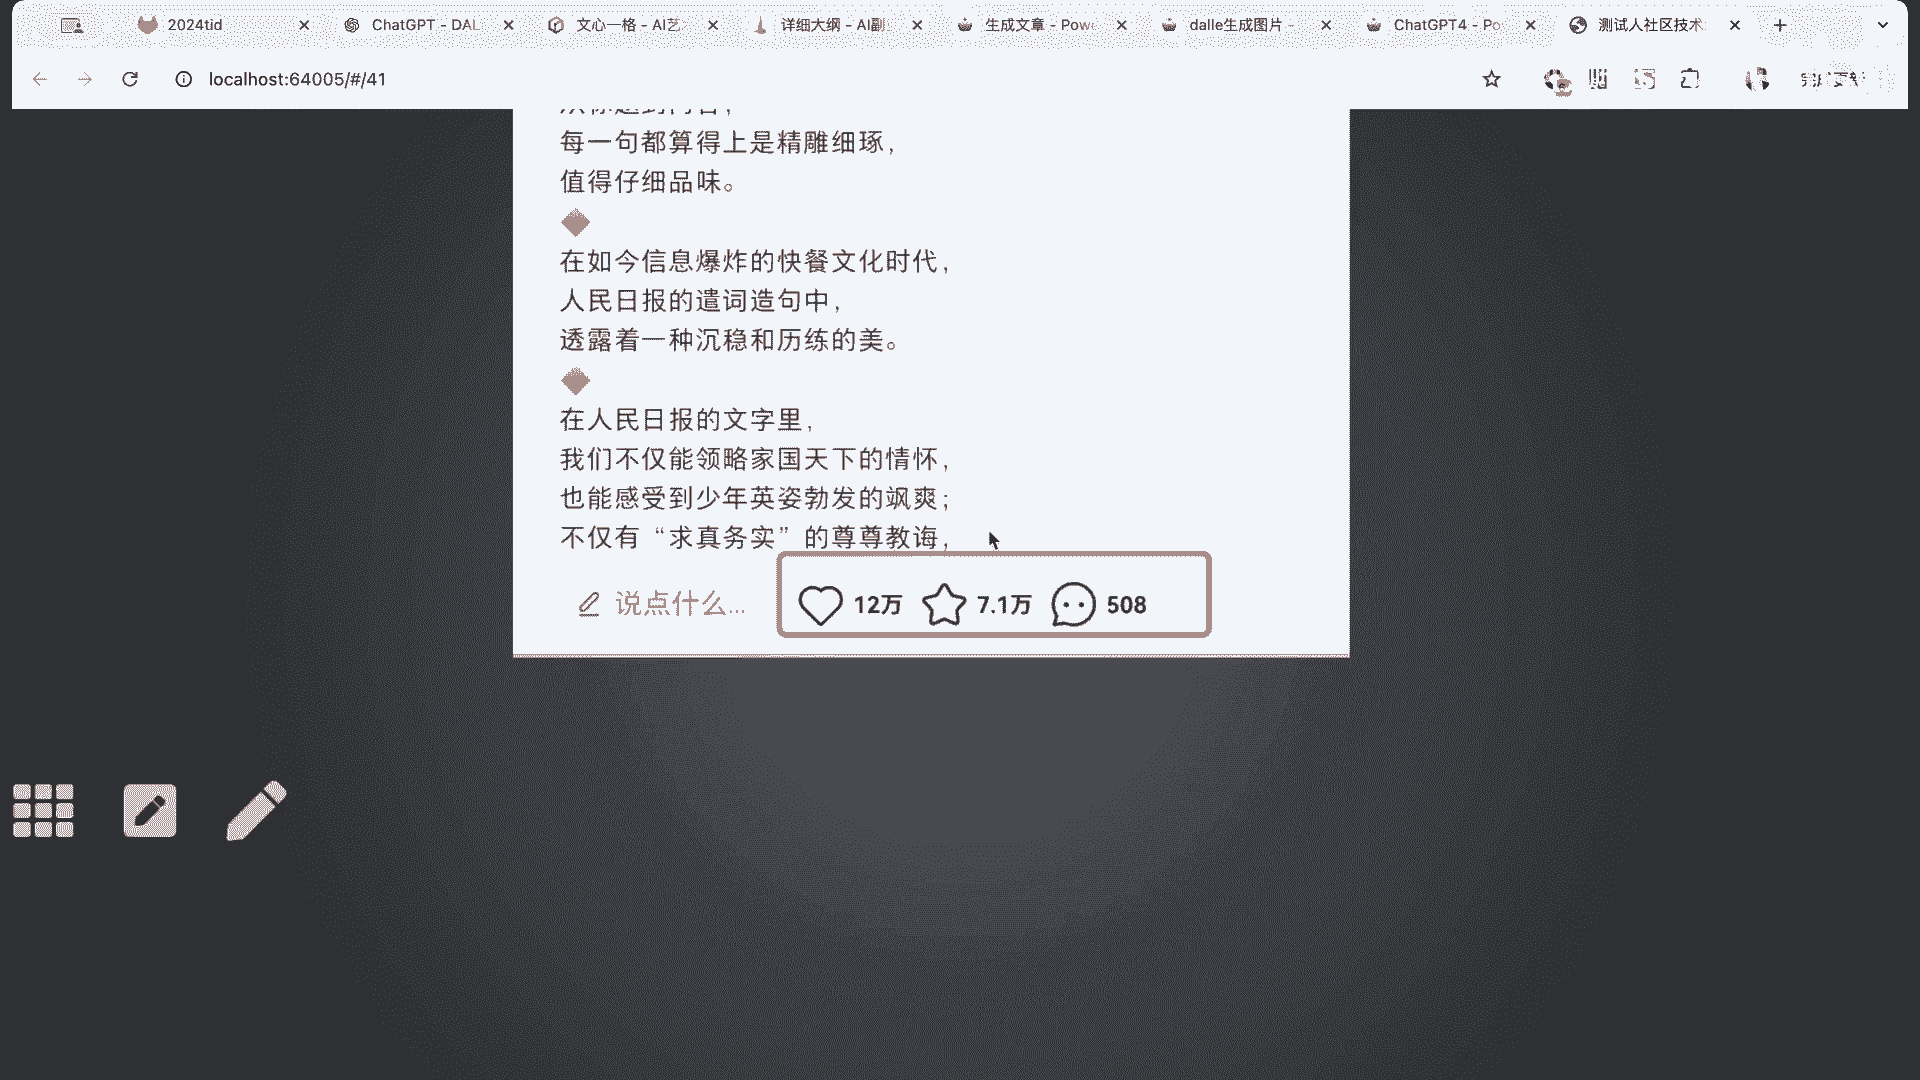 2024tid
ChatGPT - DAL
文心一格 - AI艺
详细大纲 - AI副
生成文章 - Pow
dalle生成图片 -
ChatGPT4 - Po
测试人社区技术
localhost:64005/#/41
每一句都算得上是精雕细琢，
值得仔细品味。
在如今信息爆炸的快餐文化时代，
人民日报的遣词造句中，
透露着一种沉稳和历练的美。
在人民日报的文字里，
我们不仅能领略家国天下的情怀，
也能感受到少年英姿勃发的飒爽；
不仅有“求真务实”的尊尊教诲，
说点什么...
12万
7.1万
508